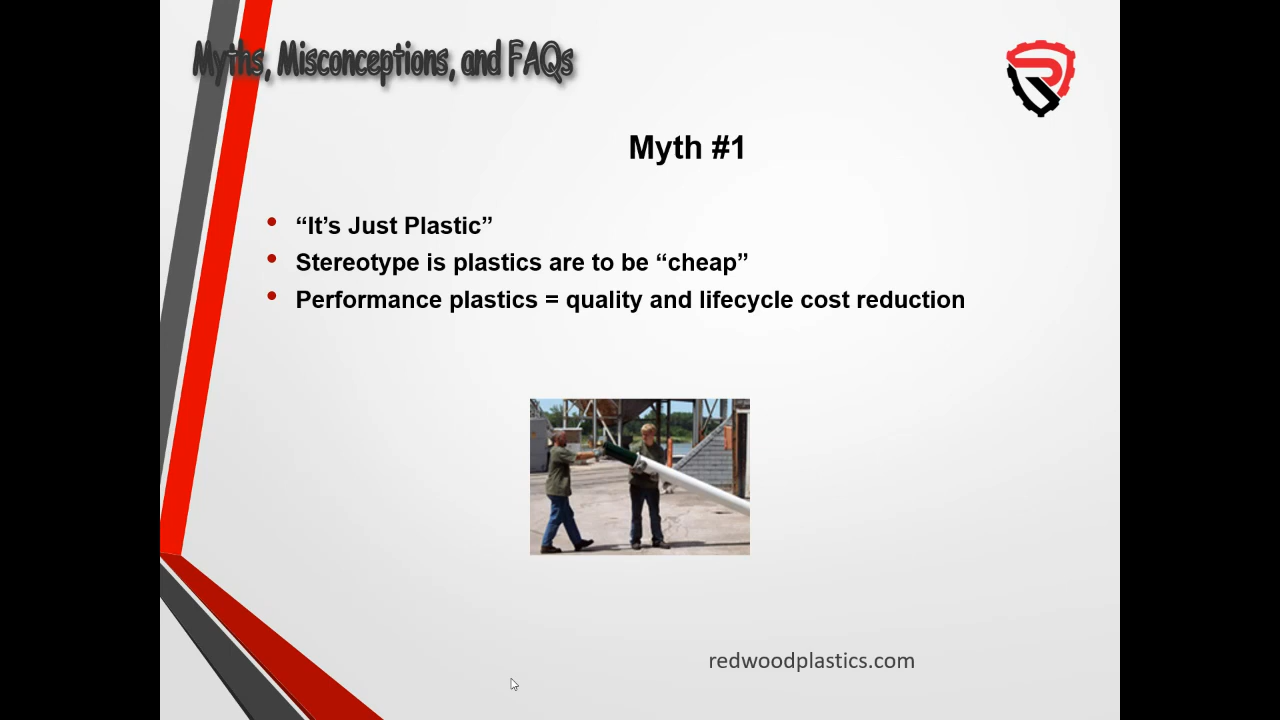 Myths, Misconceptions, and FAQs
Myth #1
“It’s Just Plastic”
Stereotype is plastics are to be “cheap”
Performance plastics = quality and lifecycle cost reduction
redwoodplastics.com